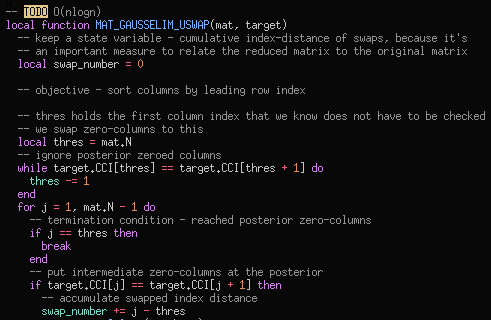 -- TODO O(nlogn)
local function MAT_GAUSSELIM_USWAP(mat, target)
-- keep a state variable - cumulative index-distance of swaps, because it's
-- an important measure to relate the reduced matrix to the original matrix
local swap_number = 0
-- objective - sort columns by leading row index
-- thres holds the first column index that we know does not have to be checked
-- we swap zero-columns to this
local thres = mat.N
-- ignore posterior zeroed columns
while target.CCI[thres] == target.CCI[thres + 1] do
thres -= 1
end
for j = 1, mat.N - 1 do
-- termination condition - reached posterior zero-columns
if j == thres then
break
end
-- put intermediate zero-columns at the posterior
if target.CCI[j] == target.CCI[j + 1] then
-- accumulate swapped index distance
swap_number += j - thres